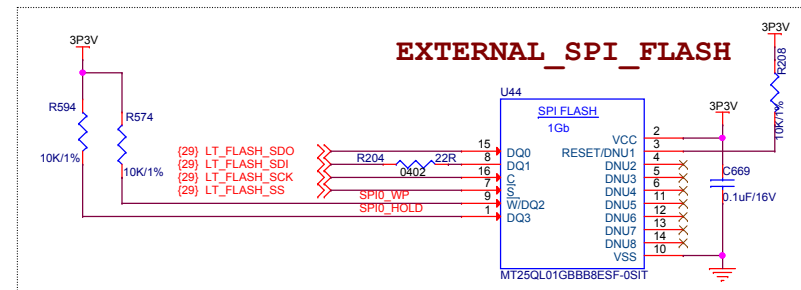 EXTERNAL_SPI_FLASH
3P3V
3P3V
R208
10K/1%
R594
10K/1%
R574
10K/1%
U44
SPI FLASH
1Gb
3P3V
{29} LT_FLASH_SDO
{29} LT_FLASH_SDI
{29} LT_FLASH_SCK
{29} LT_FLASH_SS
R204
22R
0402
SPI0_WP
SPI0_HOLD
15 DQ0
8 DQ1
16 C
7 S
9 W/DQ2
1 DQ3
VCC 2
RESET/DNU1 3
DNU2 4
DNU3 5
DNU4 6
DNU5 11
DNU6 12
DNU7 13
DNU8 14
VSS 10
C669
0.1uF/16V
MT25QL01GBBB8ESF-0SIT